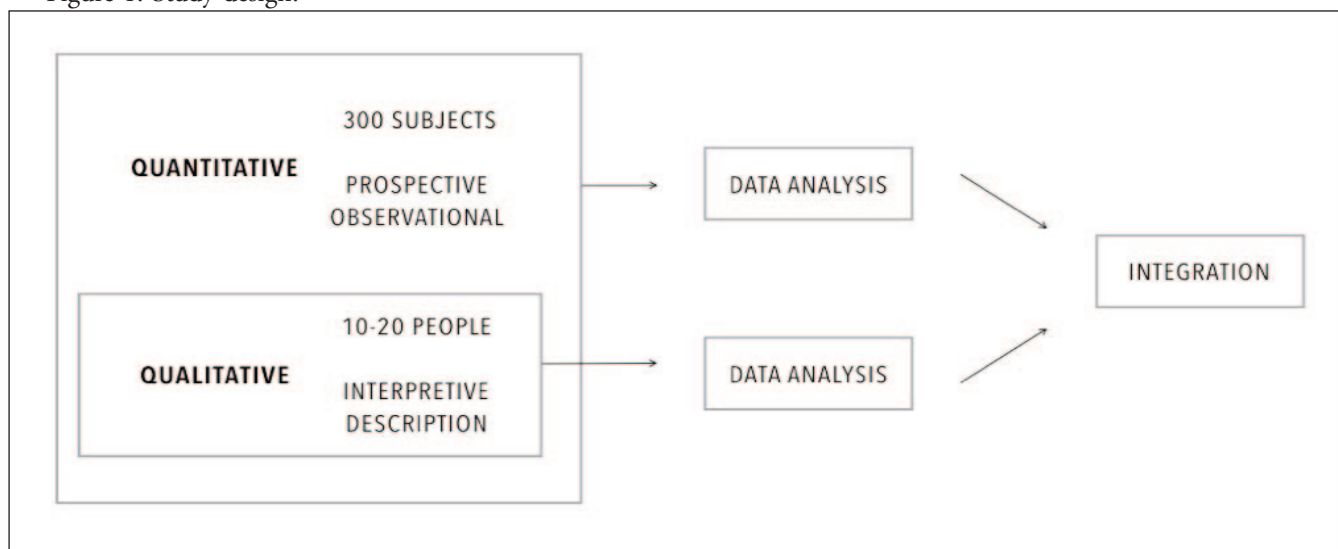 Figure 1. Study design.
300 SUBJECTS
QUANTITATIVE
PROSPECTIVE
OBSERVATIONAL
DATA ANALYSIS
INTEGRATION
10-20 PEOPLE
QUALITATIVE
INTERPRETIVE
DESCRIPTION
DATA ANALYSIS